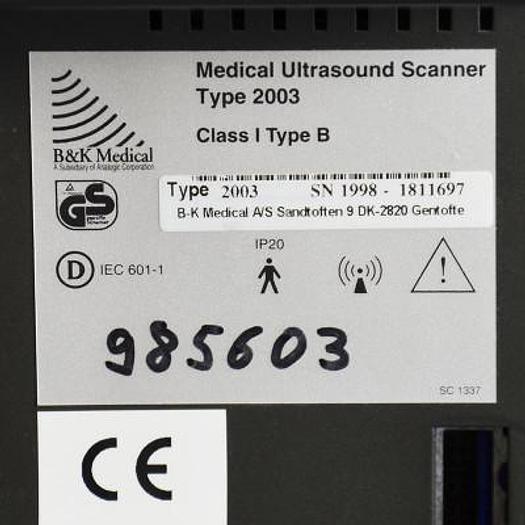 Medical Ultrasound Scanner
Type 2003
Class I Type B
B&K Medical
A Subsidiary of Analogic Corporation
GS
Type 2003 SN 1998 - 1811697
B-K Medical A/S Sandtoften 9 DK-2820 Gentofte
IP20
D IEC 601-1
985603
SC 1337
CE